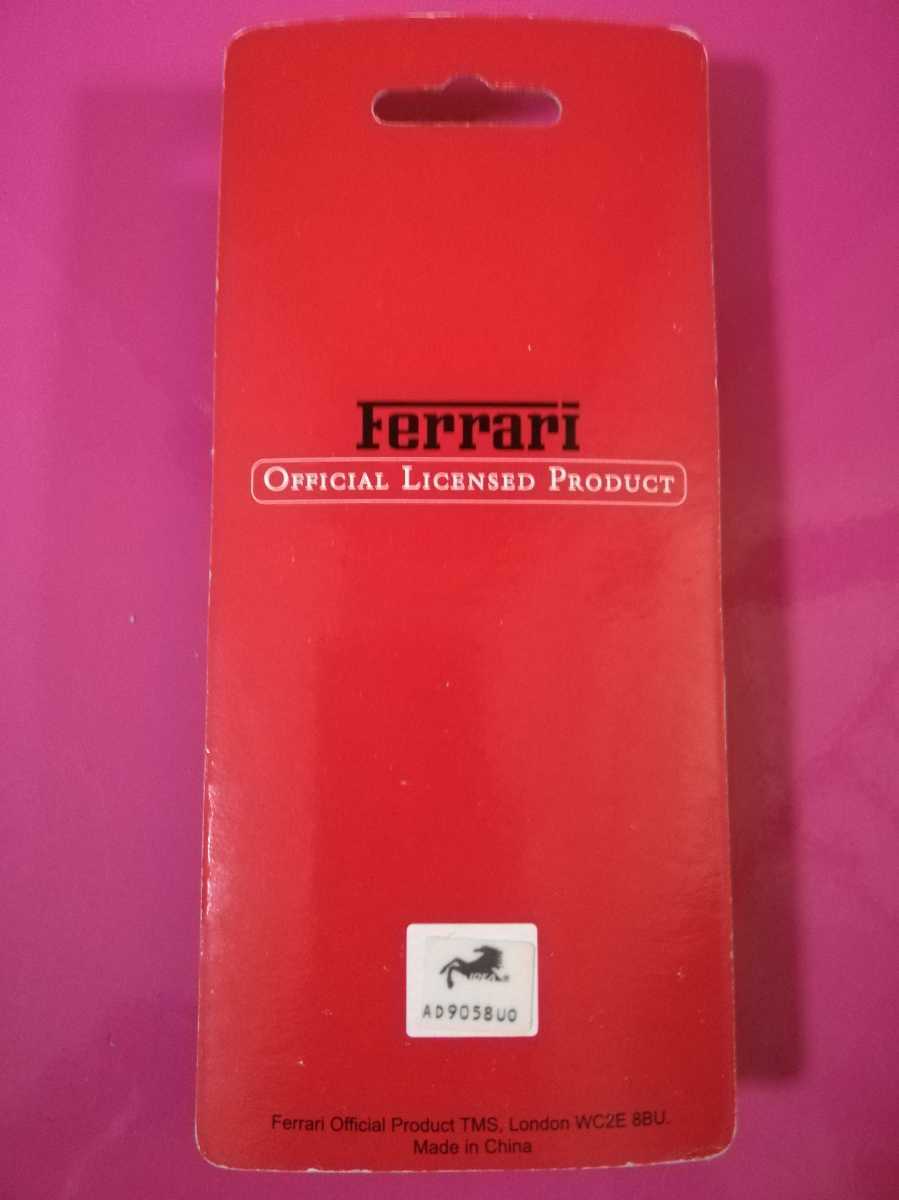 Ferrari
OFFICIAL LICENSED PRODUCT
AD9058U0
Ferrari Official Product TMS, London WC2E 8BU.
Made in China